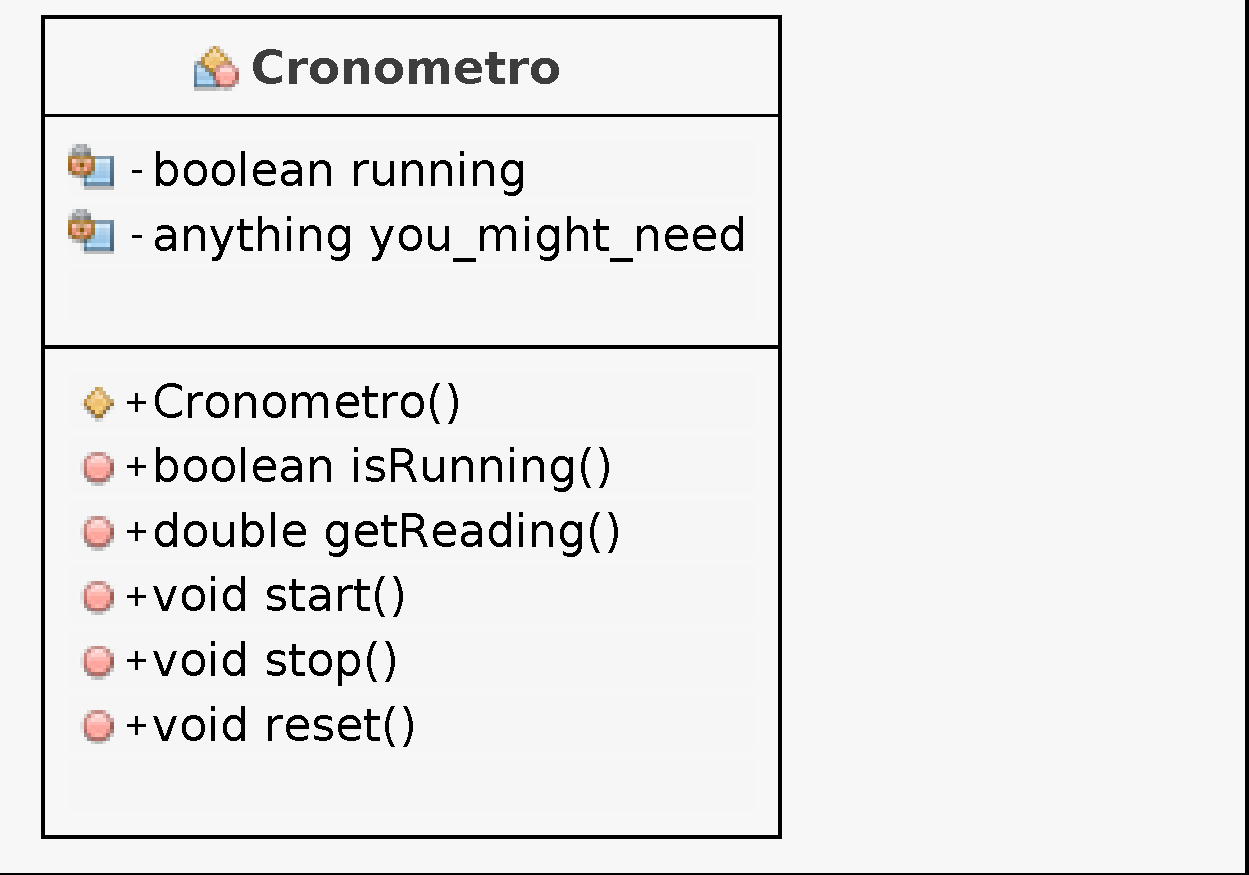 Cronometro
- boolean running
- anything you_might_need
+Cronometro()
+boolean isRunning()
+double getReading()
+void start()
+void stop()
+void reset()